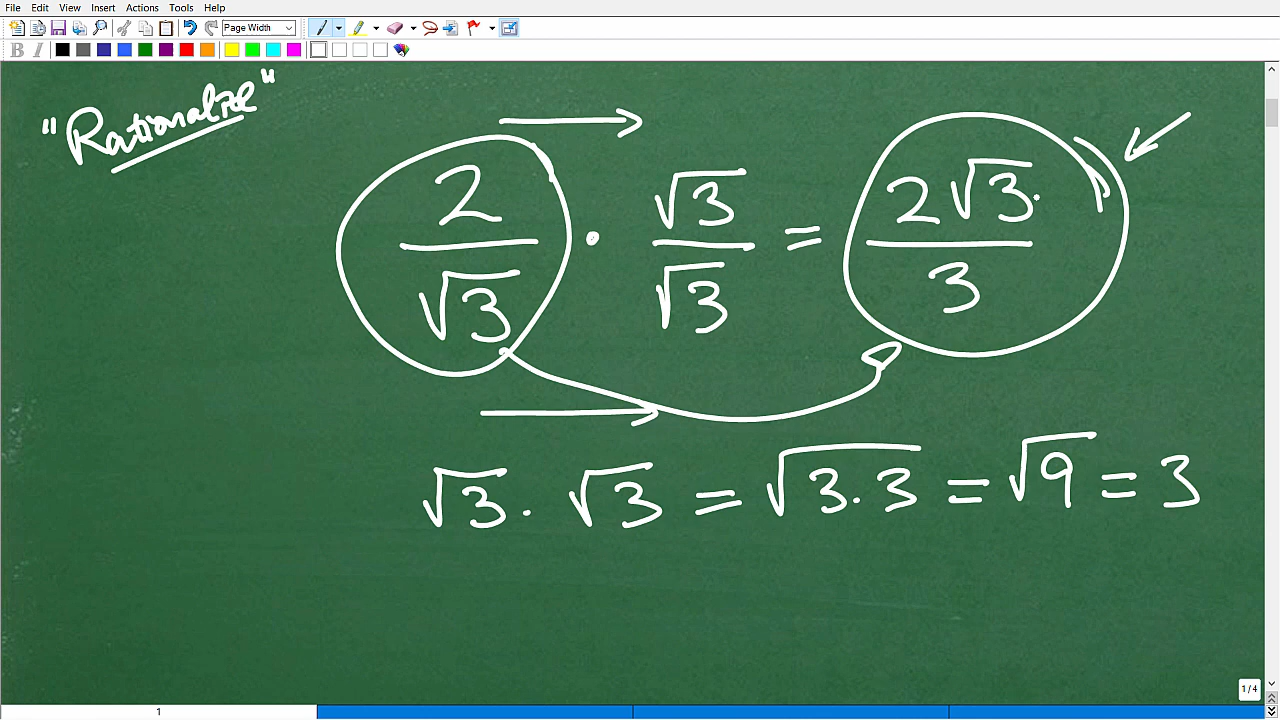 File Edit View Insert Actions Tools Help
Page Width
B I
"Rationalize"
2/√3 · √3/√3 = 2√3/3
√3 · √3 = √3·3 = √9 = 3
1/4
1